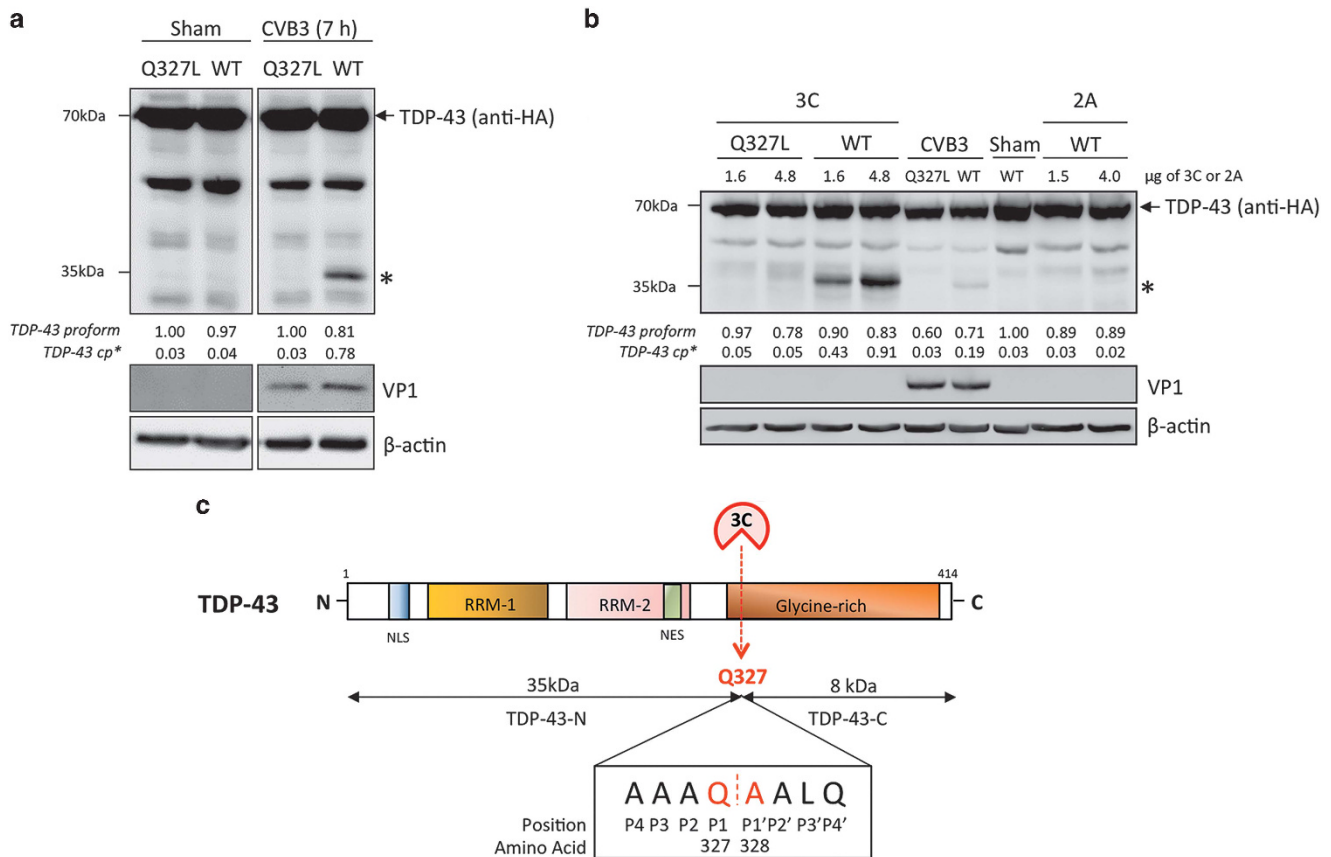 a
Sham CVB3 (7 h)
Q327L WT Q327L WT
70kDa TDP-43 (anti-HA)
35kDa *
TDP-43 proform 1.00 0.97 1.00 0.81
TDP-43 cp* 0.03 0.04 0.03 0.78
VP1
β-actin
b
3C 2A
Q327L WT CVB3 Sham WT
1.6 4.8 1.6 4.8 Q327L WT WT 1.5 4.0 µg of 3C or 2A
70kDa TDP-43 (anti-HA)
35kDa *
TDP-43 proform 0.97 0.78 0.90 0.83 0.60 0.71 1.00 0.89 0.89
TDP-43 cp* 0.05 0.05 0.43 0.91 0.03 0.19 0.03 0.03 0.02
VP1
β-actin
c
3C
1 414
TDP-43 N RRM-1 RRM-2 Glycine-rich C
NLS NES
Q327
35kDa 8 kDa
TDP-43-N TDP-43-C
A A A Q A A L Q
Position P4 P3 P2 P1 P1' P2' P3' P4'
Amino Acid 327 328